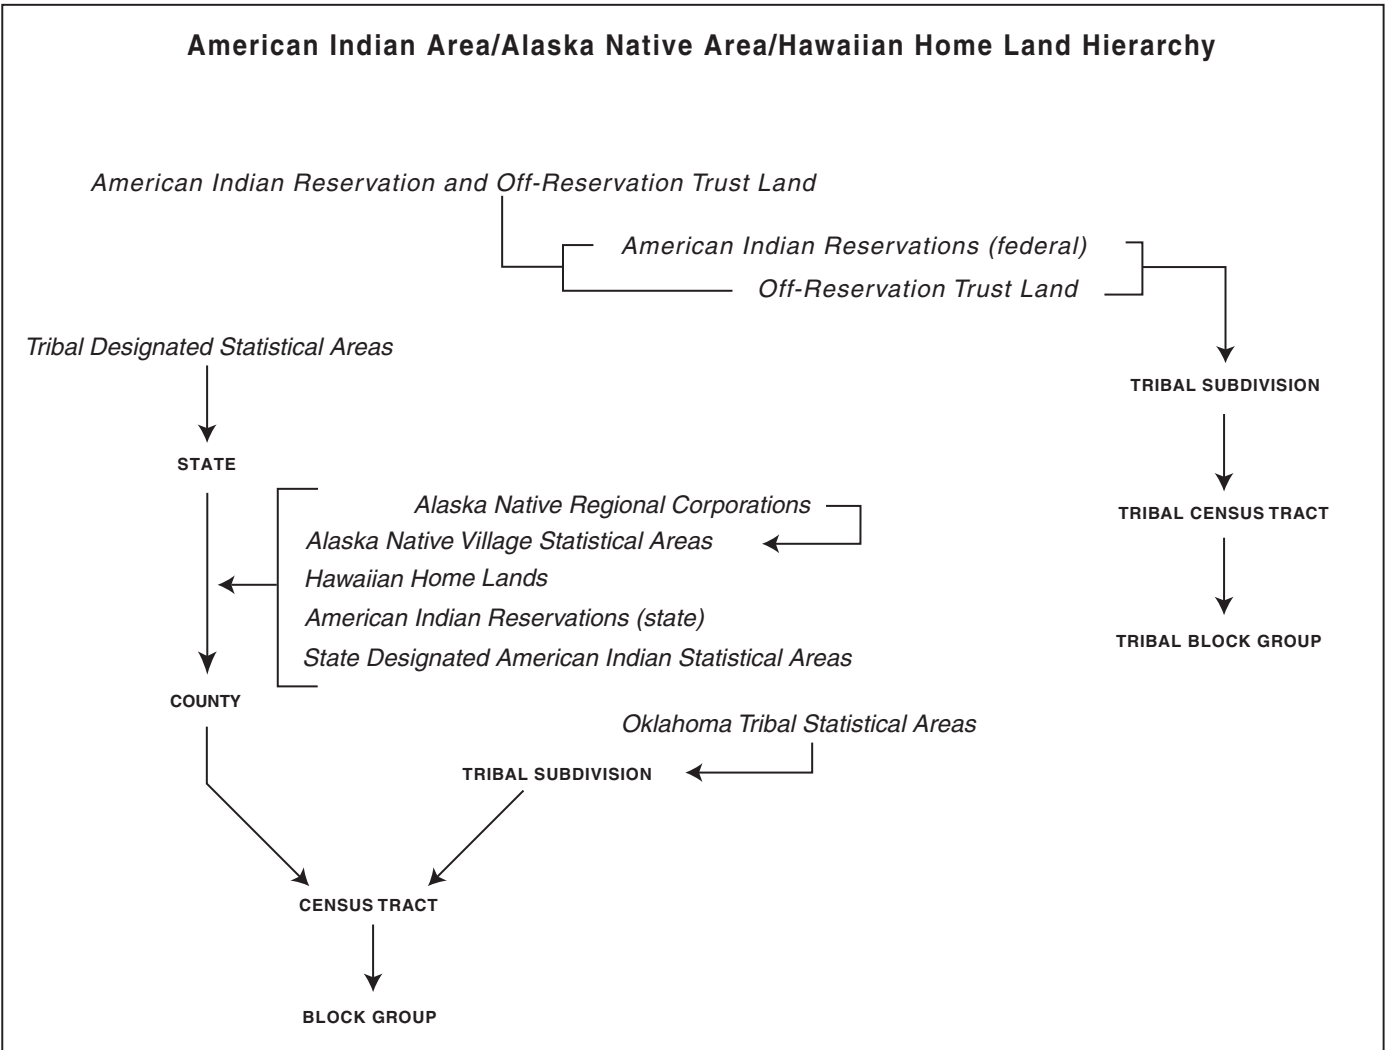 American Indian Area/Alaska Native Area/Hawaiian Home Land Hierarchy
American Indian Reservation and Off-Reservation Trust Land
American Indian Reservations (federal)
Off-Reservation Trust Land
Tribal Designated Statistical Areas
TRIBAL SUBDIVISION
STATE
Alaska Native Regional Corporations
TRIBAL CENSUS TRACT
Alaska Native Village Statistical Areas
Hawaiian Home Lands
American Indian Reservations (state)
TRIBAL BLOCK GROUP
State Designated American Indian Statistical Areas
COUNTY
Oklahoma Tribal Statistical Areas
TRIBAL SUBDIVISION
CENSUS TRACT
BLOCK GROUP